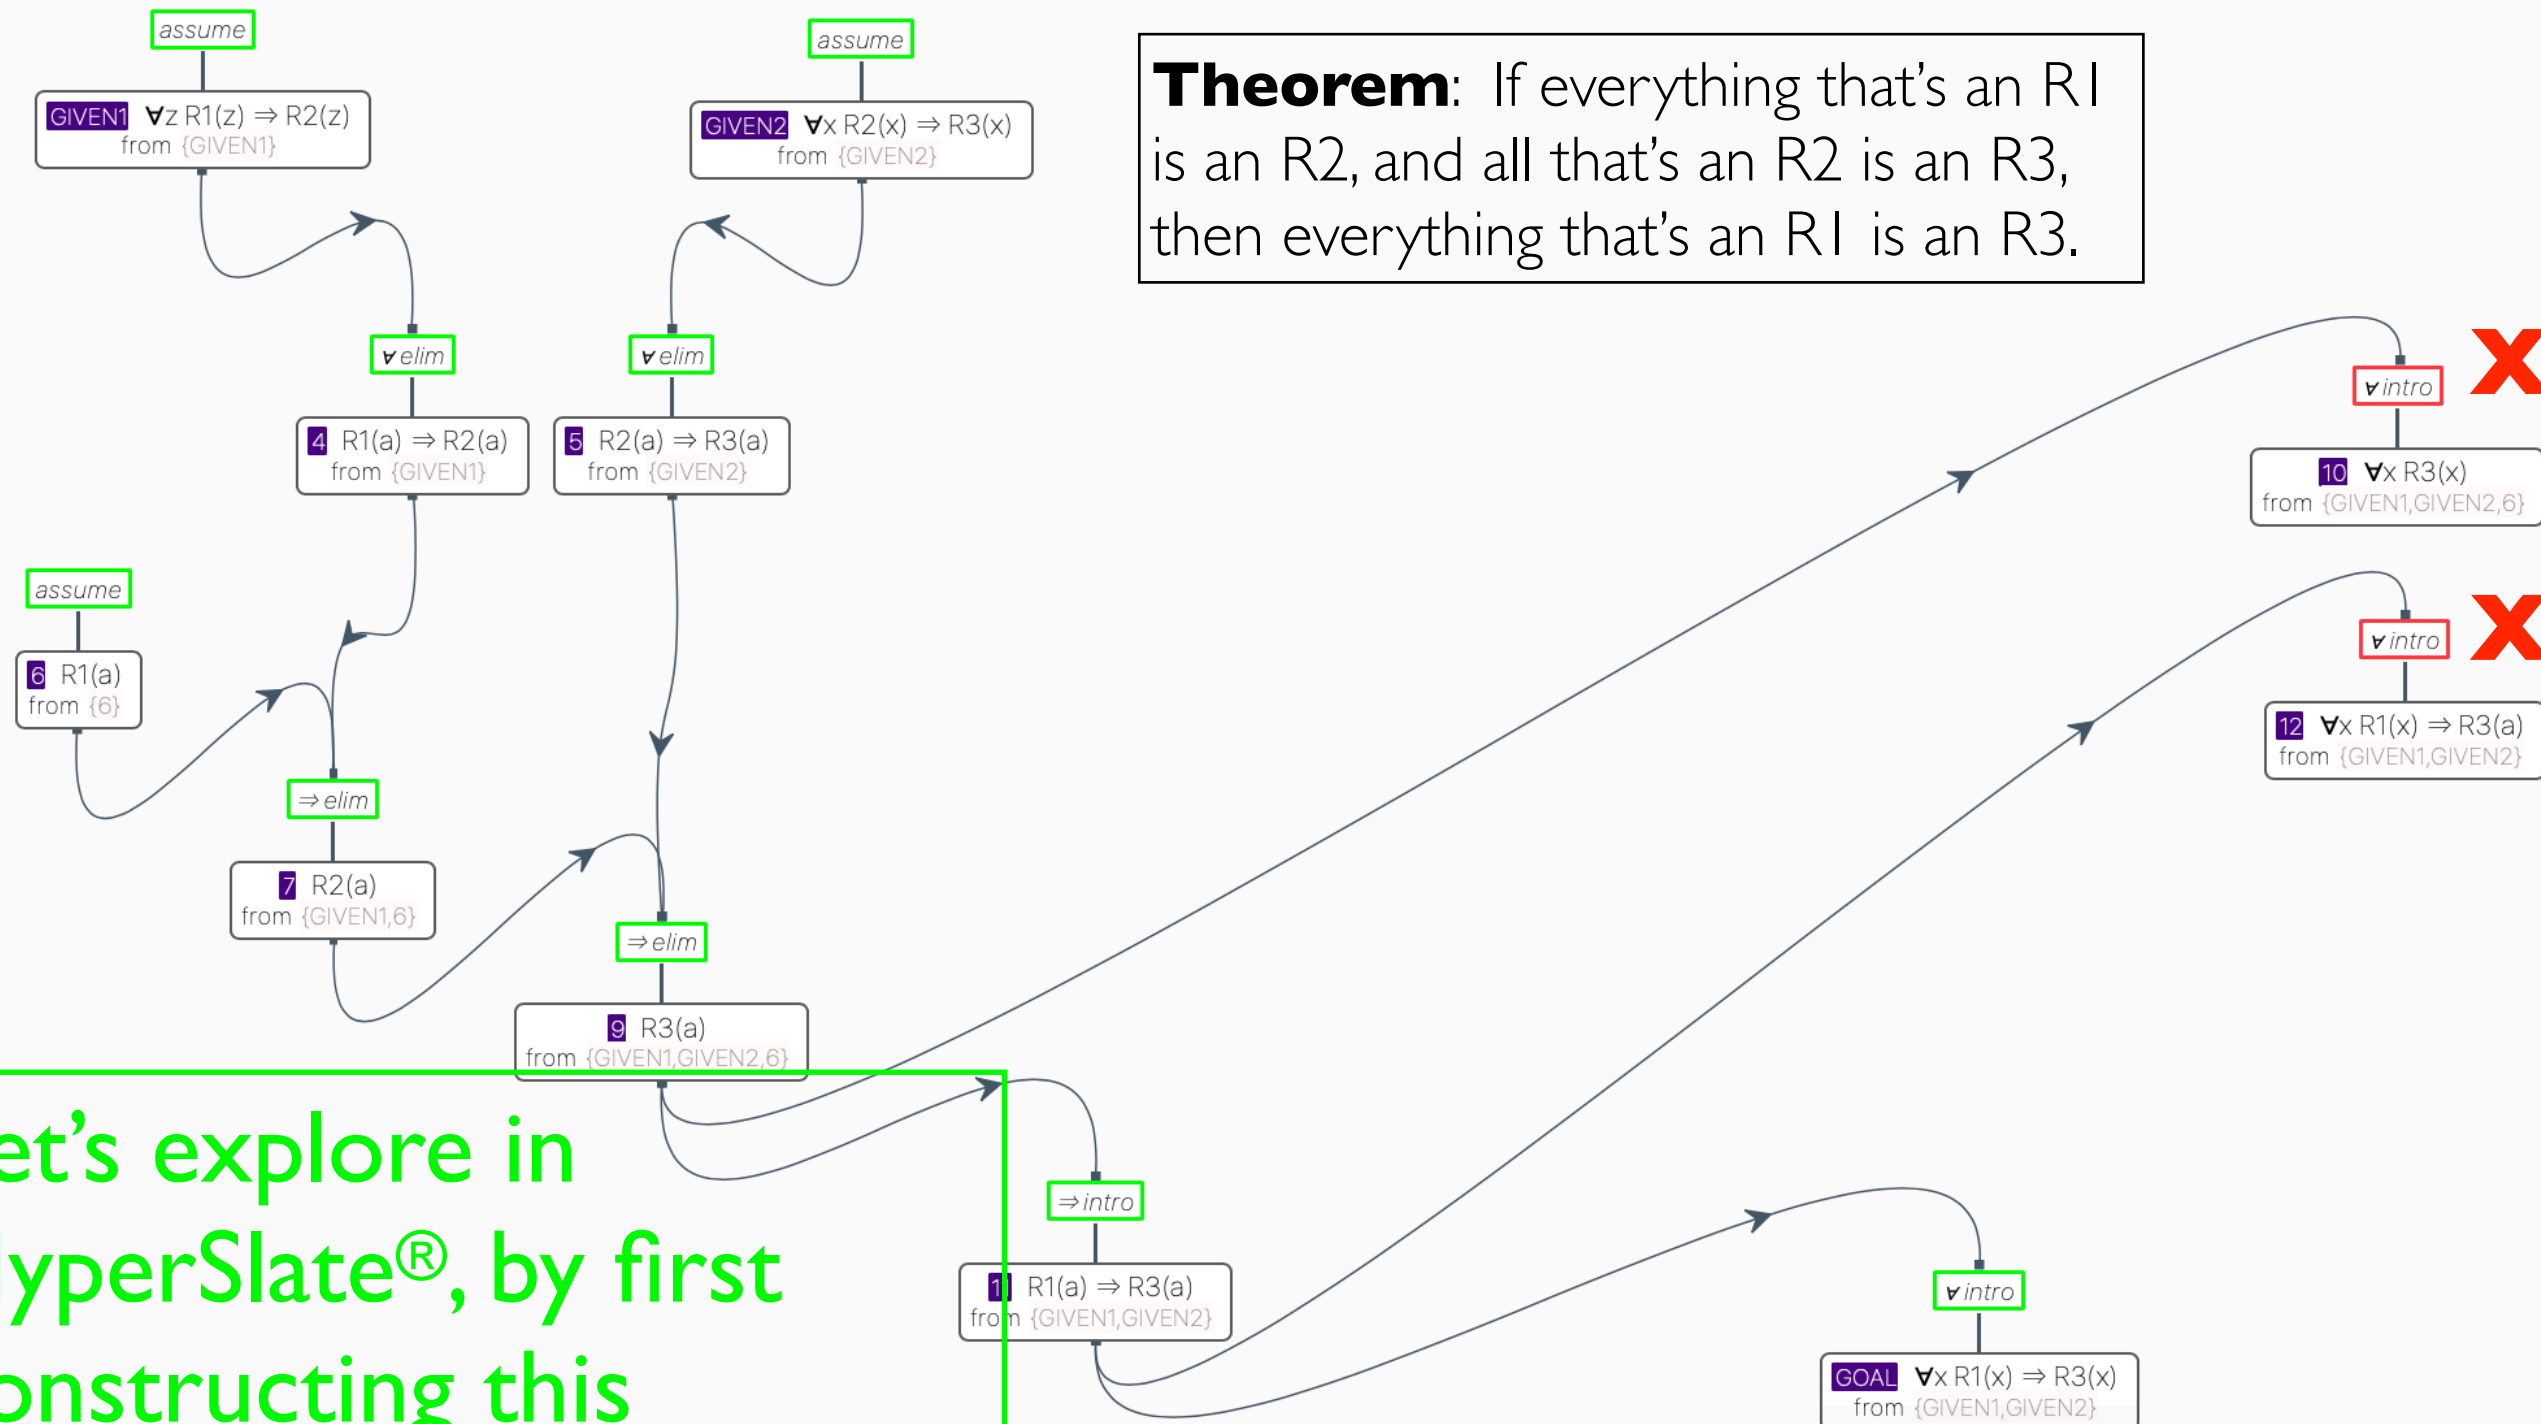 assume
GIVEN1 ∀z R1(z) ⇒ R2(z)
from {GIVEN1}
assume
GIVEN2 ∀x R2(x) ⇒ R3(x)
from {GIVEN2}
Theorem: If everything that's an R1
is an R2, and all that's an R2 is an R3,
then everything that's an R1 is an R3.
∀ elim
4 R1(a) ⇒ R2(a)
from {GIVEN1}
∀ elim
5 R2(a) ⇒ R3(a)
from {GIVEN2}
∀ intro
X
10 ∀x R3(x)
from {GIVEN1,GIVEN2,6}
assume
6 R1(a)
from {6}
∀ intro
X
12 ∀x R1(x) ⇒ R3(a)
from {GIVEN1,GIVEN2}
⇒ elim
7 R2(a)
from {GIVEN1,6}
⇒ elim
9 R3(a)
from {GIVEN1,GIVEN2,6}
et's explore in
yperSlate®, by first
onstructing this
⇒ intro
11 R1(a) ⇒ R3(a)
from {GIVEN1,GIVEN2}
∀ intro
GOAL ∀x R1(x) ⇒ R3(x)
from {GIVEN1,GIVEN2}